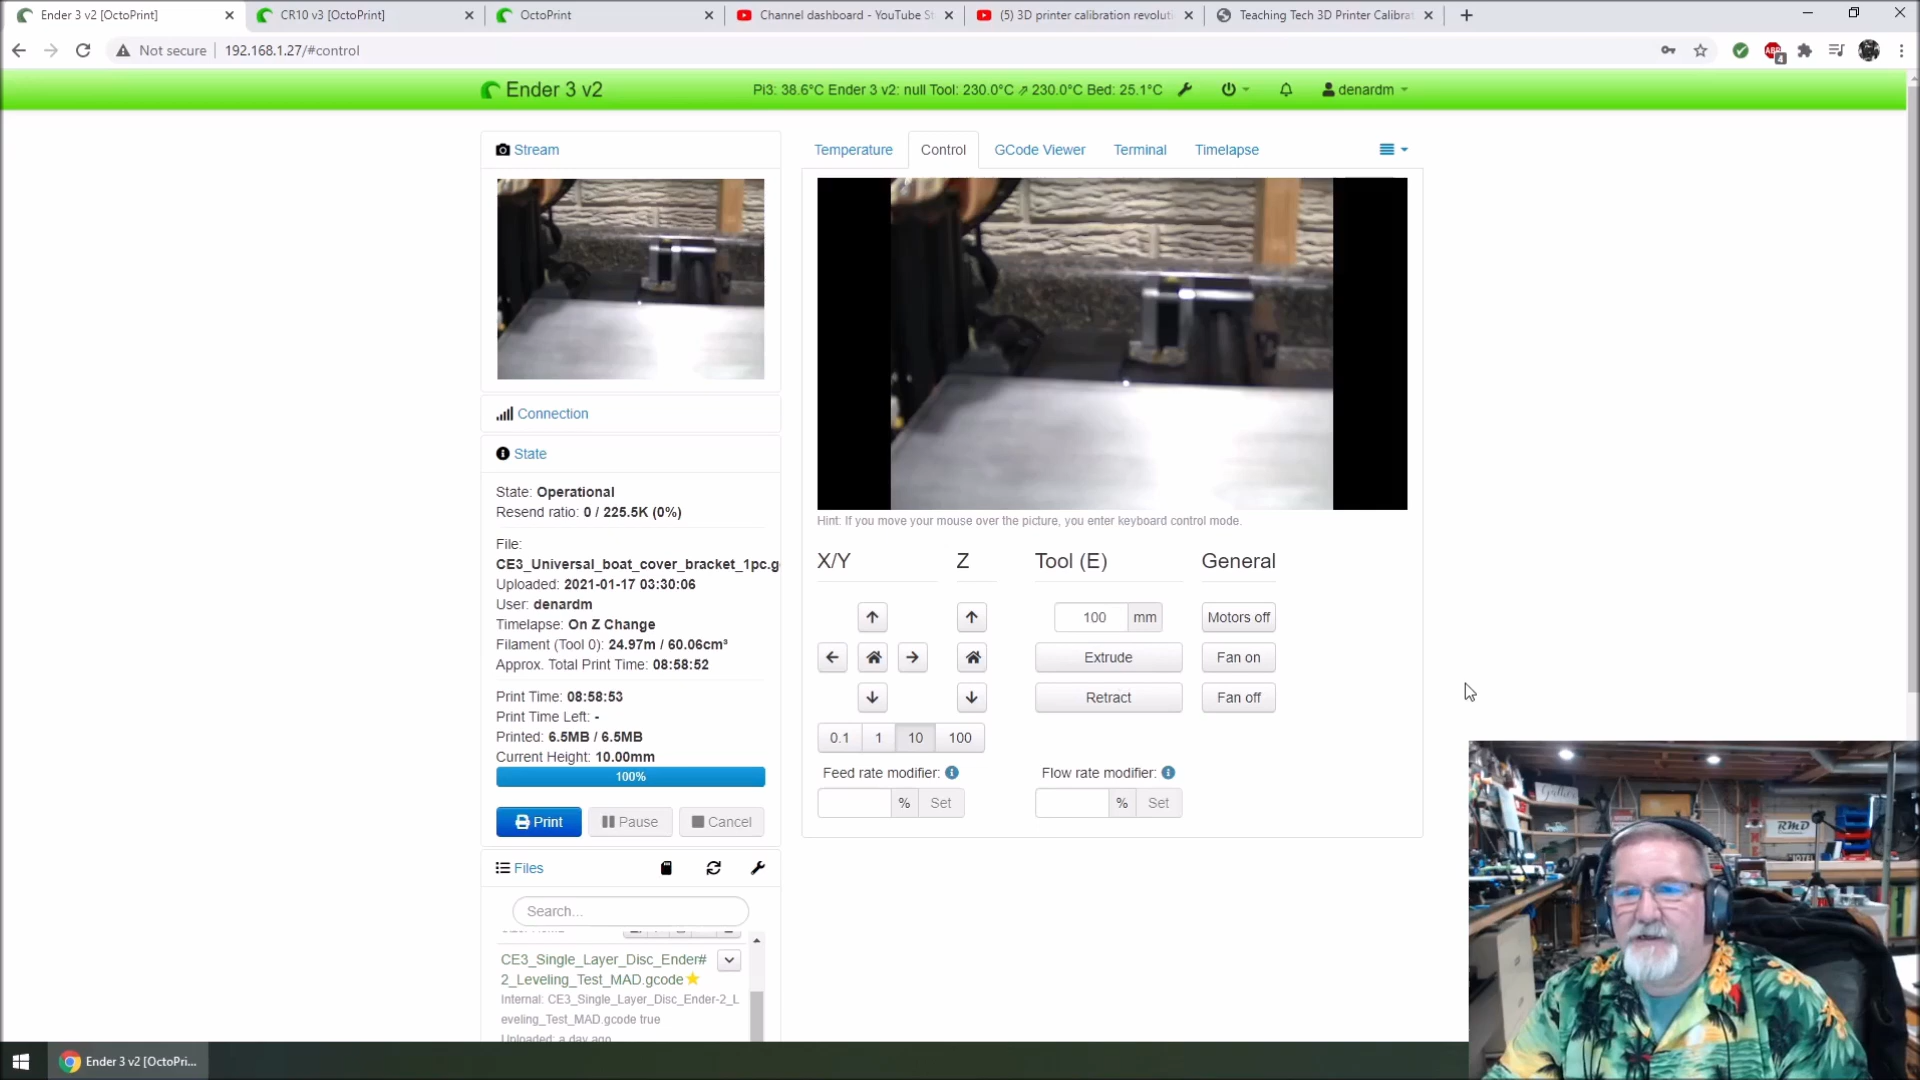 Ender 3 v2 [OctoPrint]
CR10 v3 [OctoPrint]
OctoPrint
Channel dashboard - YouTube St
(5) 3D printer calibration revoluti
Teaching Tech 3D Printer Calibrat
Not secure
192.168.1.27/#control
4
Ender 3 v2
Pi3: 38.6°C Ender 3 v2: null Tool: 230.0°C ⇗ 230.0°C Bed: 25.1°C
denardm
Stream
Temperature
Control
GCode Viewer
Terminal
Timelapse
Connection
State
State: Operational
Resend ratio: 0 / 225.5K (0%)
File:
CE3_Universal_boat_cover_bracket_1pc.g
Uploaded: 2021-01-17 03:30:06
User: denardm
Timelapse: On Z Change
Filament (Tool 0): 24.97m / 60.06cm³
Approx. Total Print Time: 08:58:52
Print Time: 08:58:53
Print Time Left: -
Printed: 6.5MB / 6.5MB
Current Height: 10.00mm
100%
Print
Pause
Cancel
Files
Search...
CE3_Single_Layer_Disc_Ender#
2_Leveling_Test_MAD.gcode
Internal: CE3_Single_Layer_Disc_Ender-2_L
eveling_Test_MAD.gcode true
Uploaded: a day ago
Hint: If you move your mouse over the picture, you enter keyboard control mode.
X/Y
Z
Tool (E)
General
100 mm
Motors off
Extrude
Fan on
Retract
Fan off
0.1 1 10 100
Feed rate modifier:
% Set
Flow rate modifier:
% Set
RMD
Ender 3 v2 [OctoPri...